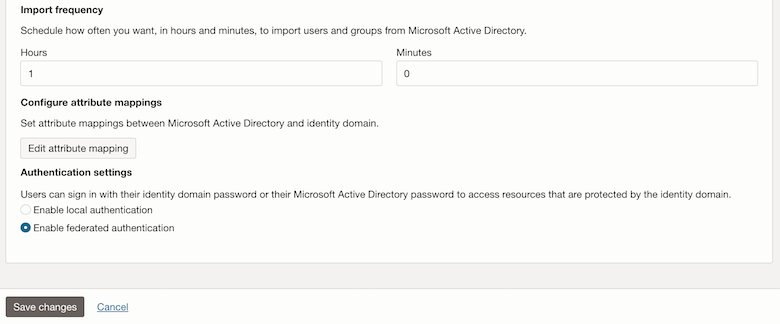 Import frequency
Schedule how often you want, in hours and minutes, to import users and groups from Microsoft Active Directory.
Hours
Minutes
1
0
Configure attribute mappings
Set attribute mappings between Microsoft Active Directory and identity domain.
Edit attribute mapping
Authentication settings
Users can sign in with their identity domain password or their Microsoft Active Directory password to access resources that are protected by the identity domain.
Enable local authentication
Enable federated authentication
Save changes
Cancel